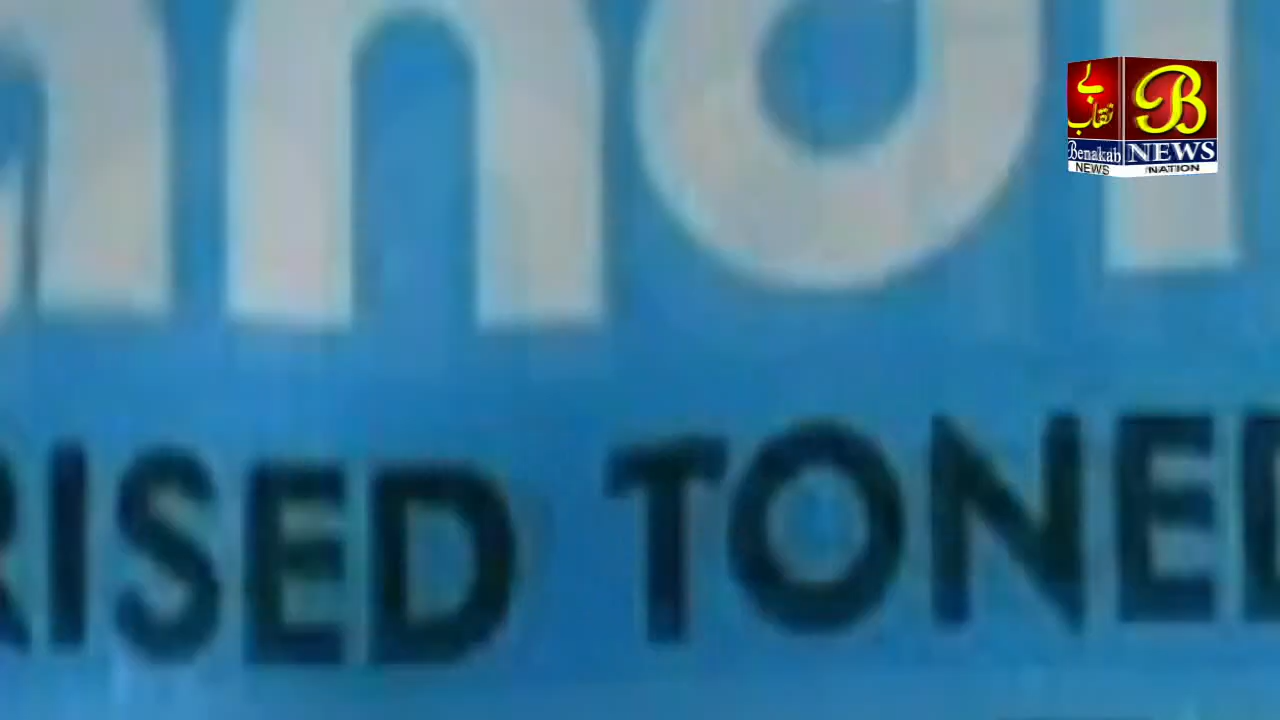 بے
نقاب
Benakab
NEWS
B
NEWS
NATION
RISED TONED